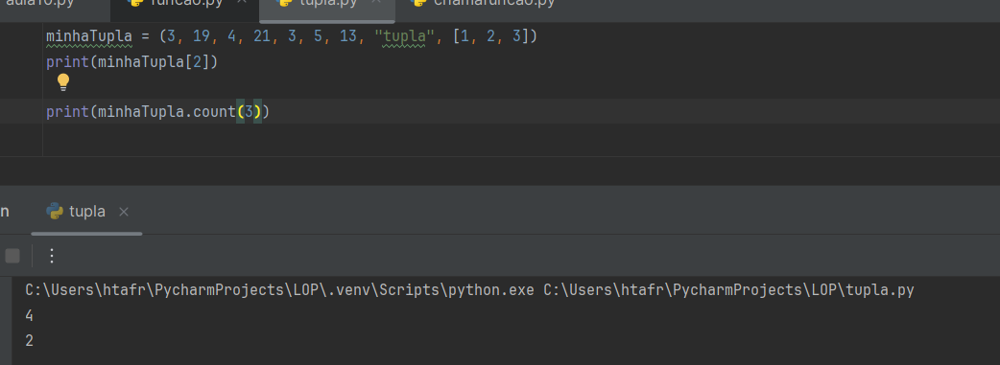 aula10.py funcao.py tupla.py chamafuncao.py
minhaTupla = (3, 19, 4, 21, 3, 5, 13, "tupla", [1, 2, 3])
print(minhaTupla[2])
print(minhaTupla.count(3))
n tupla
C:\Users\htafr\PycharmProjects\LOP\.venv\Scripts\python.exe C:\Users\htafr\PycharmProjects\LOP\tupla.py
4
2